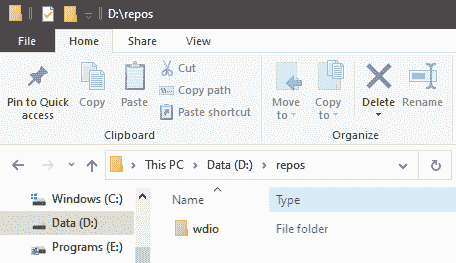 D:\repos
File Home Share View
Pin to Quick access
Copy
Paste
Cut
Copy path
Paste shortcut
Move to
Copy to
Delete
Rename
Clipboard
Organize
This PC > Data (D:) > repos
Windows (C:)
Data (D:)
Programs (E:)
Name Type
wdio File folder